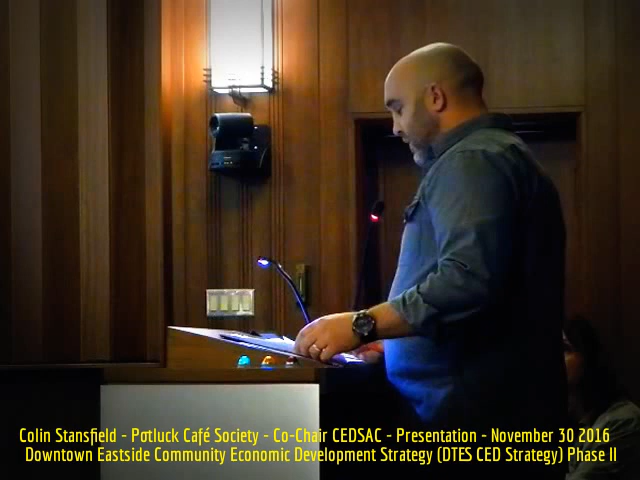 Colin Stansfield - Potluck Café Society - Co-Chair CEDSAC - Presentation - November 30 2016
Downtown Eastside Community Economic Development Strategy (DTES CED Strategy) Phase II